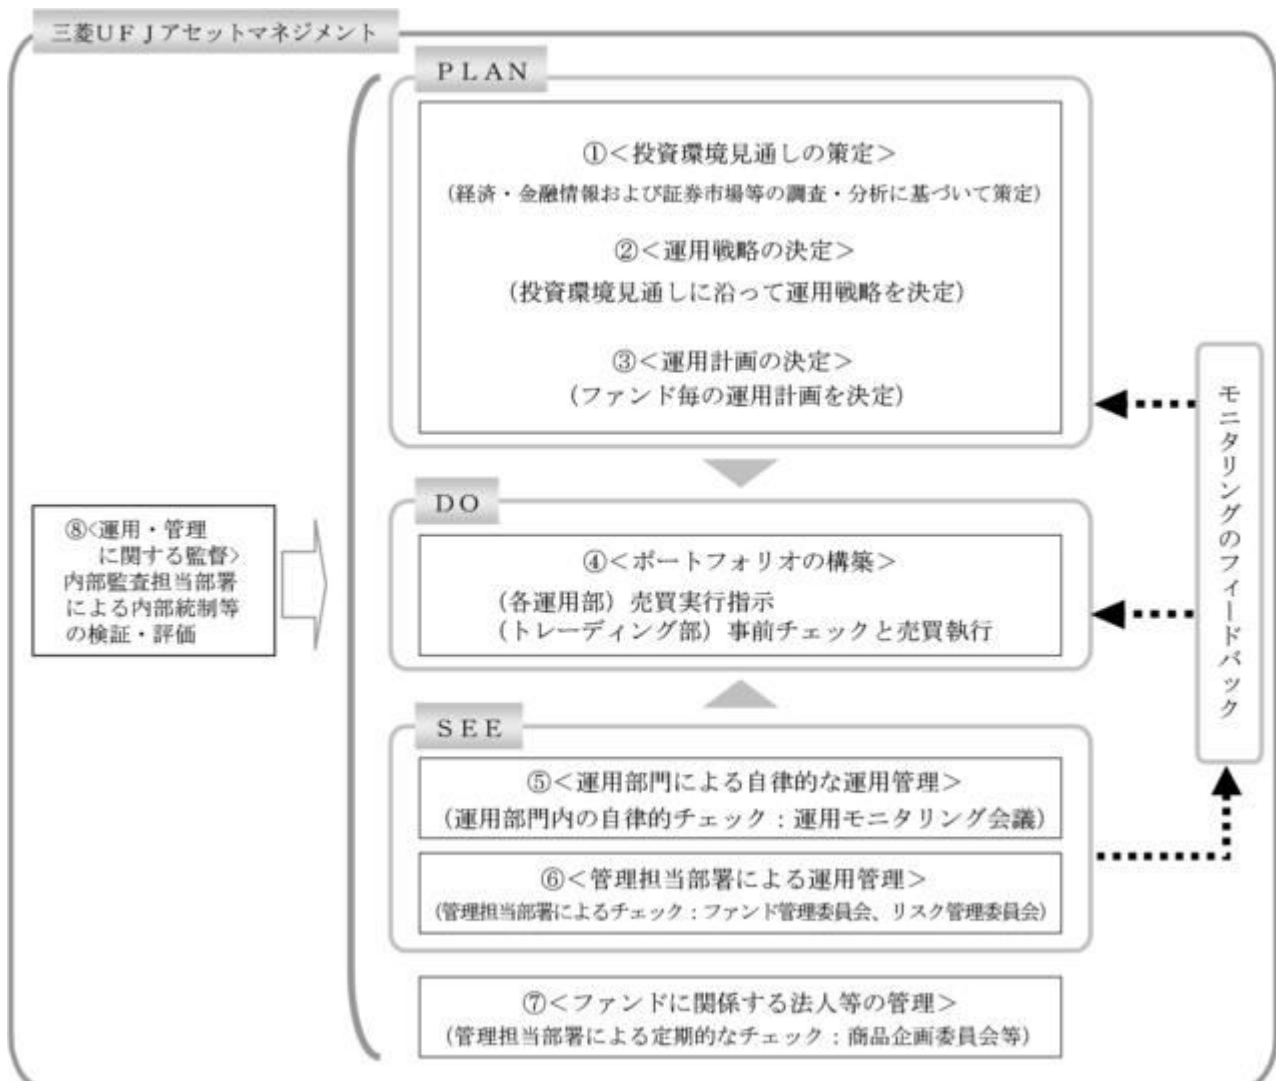 三菱ＵＦＪアセットマネジメント
ＰＬＡＮ
①＜投資環境見通しの策定＞
（経済・金融情報および証券市場等の調査・分析に基づいて策定）
②＜運用戦略の決定＞
（投資環境見通しに沿って運用戦略を決定）
③＜運用計画の決定＞
（ファンド毎の運用計画を決定）
ＤＯ
④＜ポートフォリオの構築＞
（各運用部）売買実行指示
（トレーディング部）事前チェックと売買執行
ＳＥＥ
⑤＜運用部門による自律的な運用管理＞
（運用部門内の自律的チェック：運用モニタリング会議）
⑥＜管理担当部署による運用管理＞
（管理担当部署によるチェック：ファンド管理委員会、リスク管理委員会）
⑦＜ファンドに関係する法人等の管理＞
（管理担当部署による定期的なチェック：商品企画委員会等）
⑧<運用・管理
に関する監督>
内部監査担当部署
による内部統制等
の検証・評価
モニタリングのフィードバック